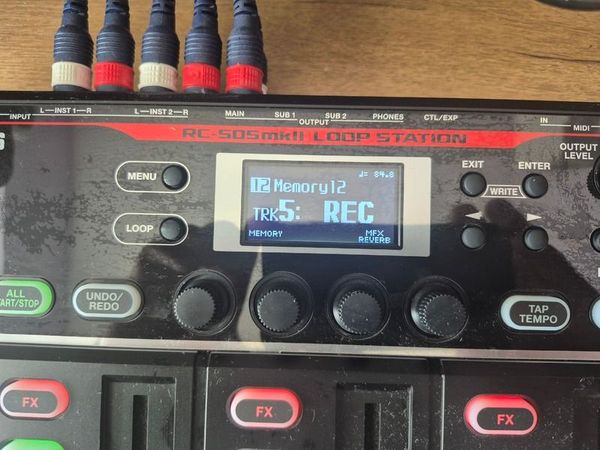 INPUT
L—INST 1—R
L—INST 2—R
MAIN
SUB 1
SUB 2
PHONES
CTL/EXP
IN
OUTPUT
MIDI
RC-505mkII LOOP STATION
OUTPUT
LEVEL
MENU
♩= 84.8
12 Memory12
EXIT
ENTER
WRITE
TRK5: REC
LOOP
MEMORY
MFX
REVERB
ALL
START/STOP
UNDO/
REDO
TAP
TEMPO
FX
FX
FX